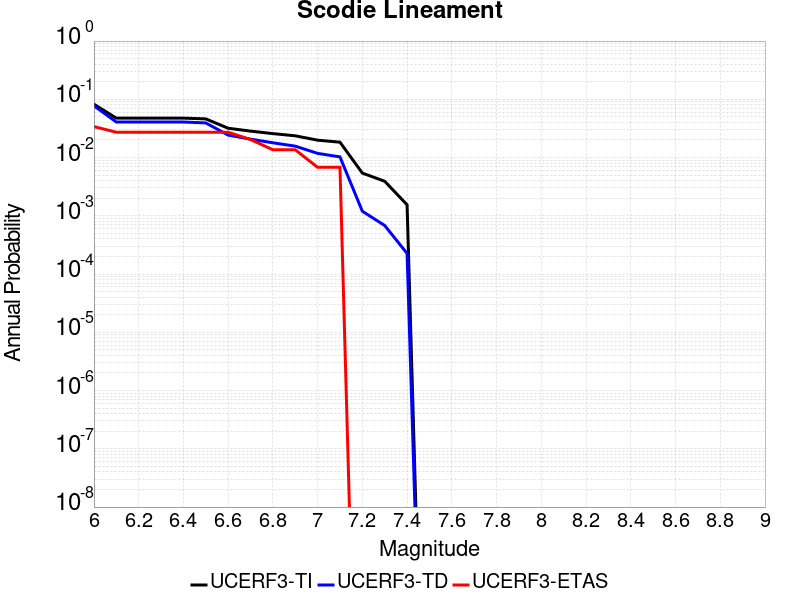 Scodie Lineament
10^0
10^-1
10^-2
10^-3
10^-4
10^-5
10^-6
10^-7
10^-8
Annual Probability
6 6.2 6.4 6.6 6.8 7 7.2 7.4 7.6 7.8 8 8.2 8.4 8.6 8.8 9
Magnitude
UCERF3-TI UCERF3-TD UCERF3-ETAS